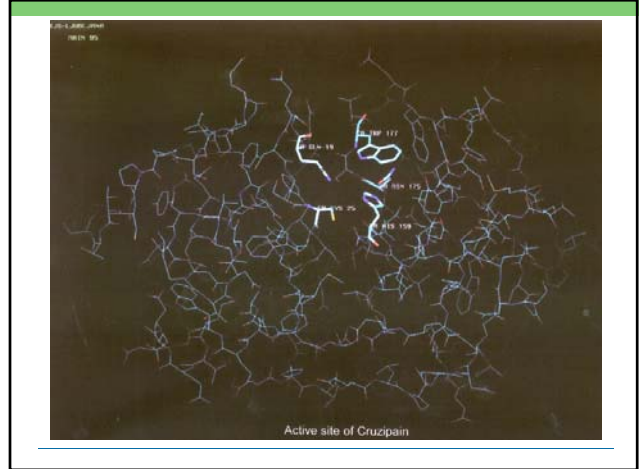 TRP 177
GLN 19
ASN 175
CYS 25
HIS 159
Active site of Cruzipain